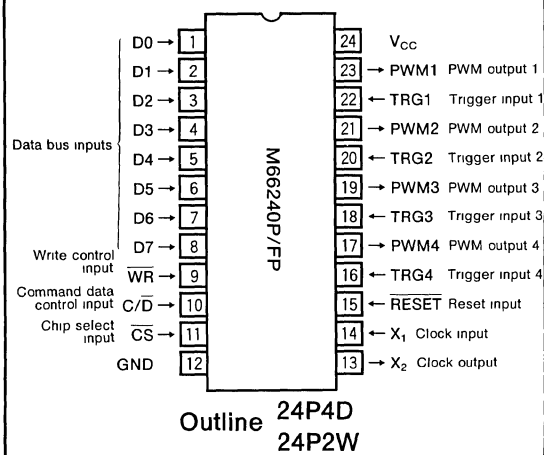 D0 → 1
D1 → 2
D2 → 3
D3 → 4
D4 → 5
D5 → 6
D6 → 7
D7 → 8
Data bus inputs
Write control
input
W̅R̅ → 9
Command data
control input
C/D̅ → 10
Chip select
input
C̅S̅ → 11
GND 12
M66240P/FP
24 VCC
23 → PWM1 PWM output 1
22 ← TRG1 Trigger input 1
21 → PWM2 PWM output 2
20 ← TRG2 Trigger input 2
19 → PWM3 PWM output 3
18 ← TRG3 Trigger input 3
17 → PWM4 PWM output 4
16 ← TRG4 Trigger input 4
15 ← R̅E̅S̅E̅T̅ Reset input
14 ← X₁ Clock input
13 → X₂ Clock output
Outline 24P4D
24P2W